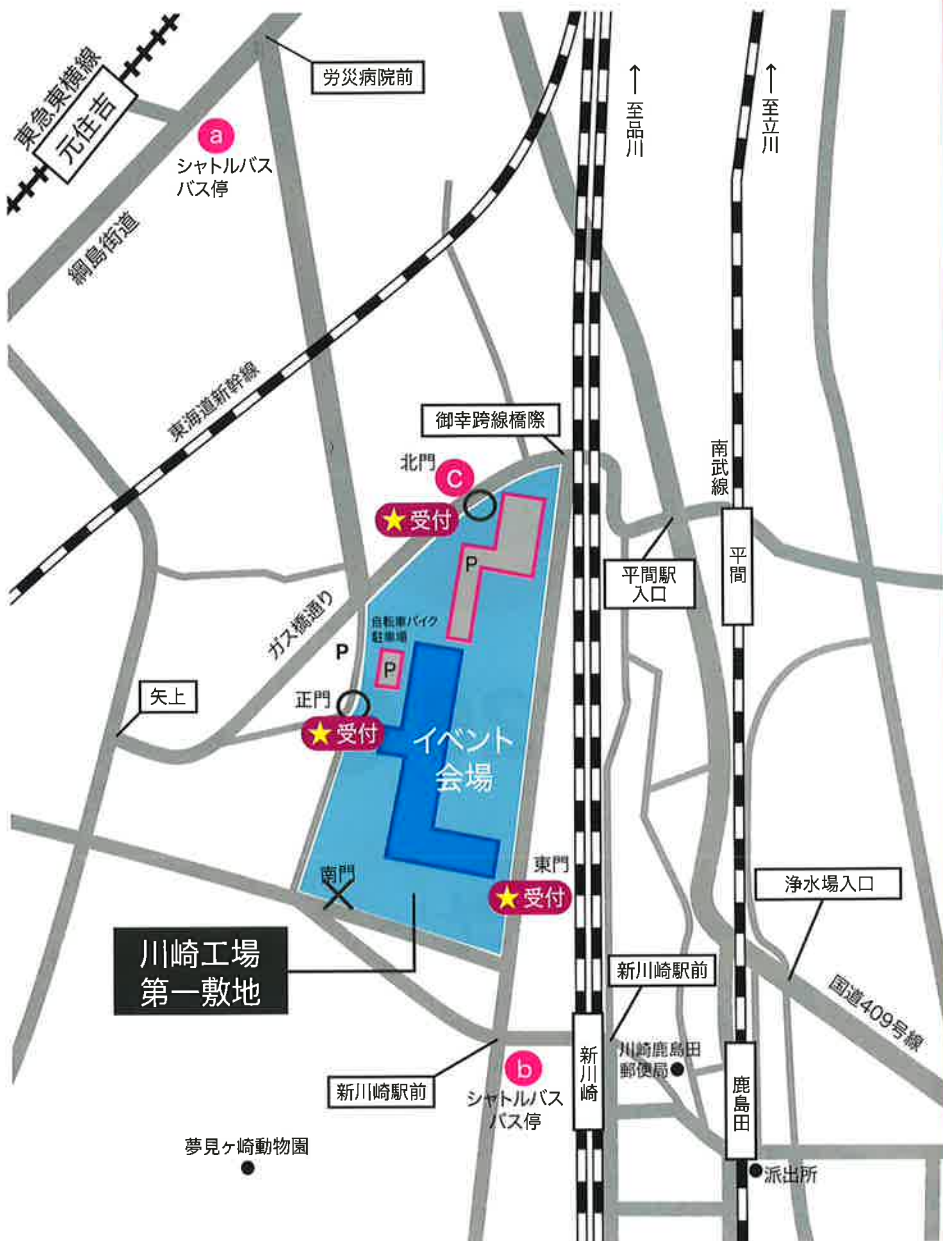 労災病院前
東急東横線
元住吉
a
シャトルバス
バス停
綱島街道
↑
至品川
↑
至立川
東海道新幹線
御幸跨線橋際
北門
C
★受付
南武線
平間
平間駅
入口
P
ガス橋通り
自転車バイク
駐車場
P
P
矢上
正門
★受付
イベント
会場
南門
東門
★受付
浄水場入口
川崎工場
第一敷地
新川崎駅前
国道409号線
新川崎
川崎鹿島田
郵便局
鹿島田
新川崎駅前
b
シャトルバス
バス停
夢見ヶ崎動物園
派出所